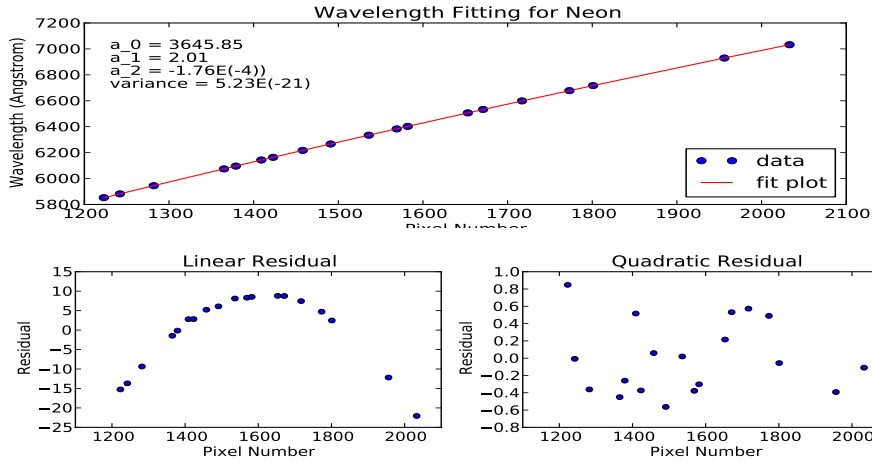 Wavelength Fitting for Neon
Wavelength (Angstrom)
7200
7000
6800
6600
6400
6200
6000
5800
a_0 = 3645.85
a_1 = 2.01
a_2 = -1.76E(-4))
variance = 5.23E(-21)
data
fit plot
1200 1300 1400 1500 1600 1700 1800 1900 2000 2100
Pixel Number
Linear Residual
Residual
15
10
5
0
−5
−10
−15
−20
−25
1200 1400 1600 1800 2000
Pixel Number
Quadratic Residual
Residual
1.0
0.8
0.6
0.4
0.2
0.0
−0.2
−0.4
−0.6
−0.8
1200 1400 1600 1800 2000
Pixel Number